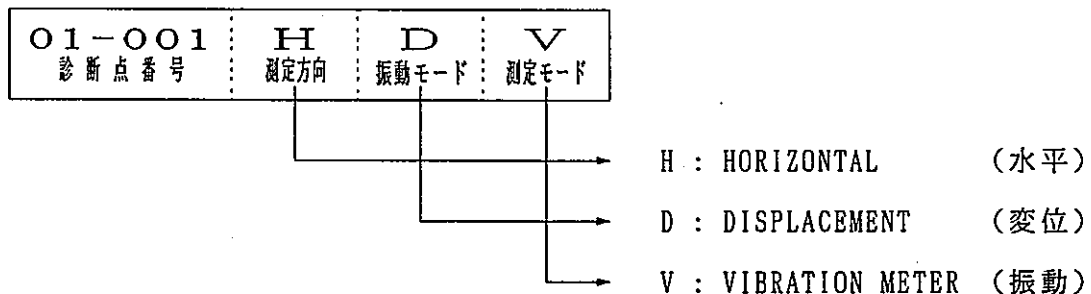 01-001 H D V
診断点番号 測定方向 振動モード 測定モード
H : HORIZONTAL (水平)
D : DISPLACEMENT (変位)
V : VIBRATION METER (振動)